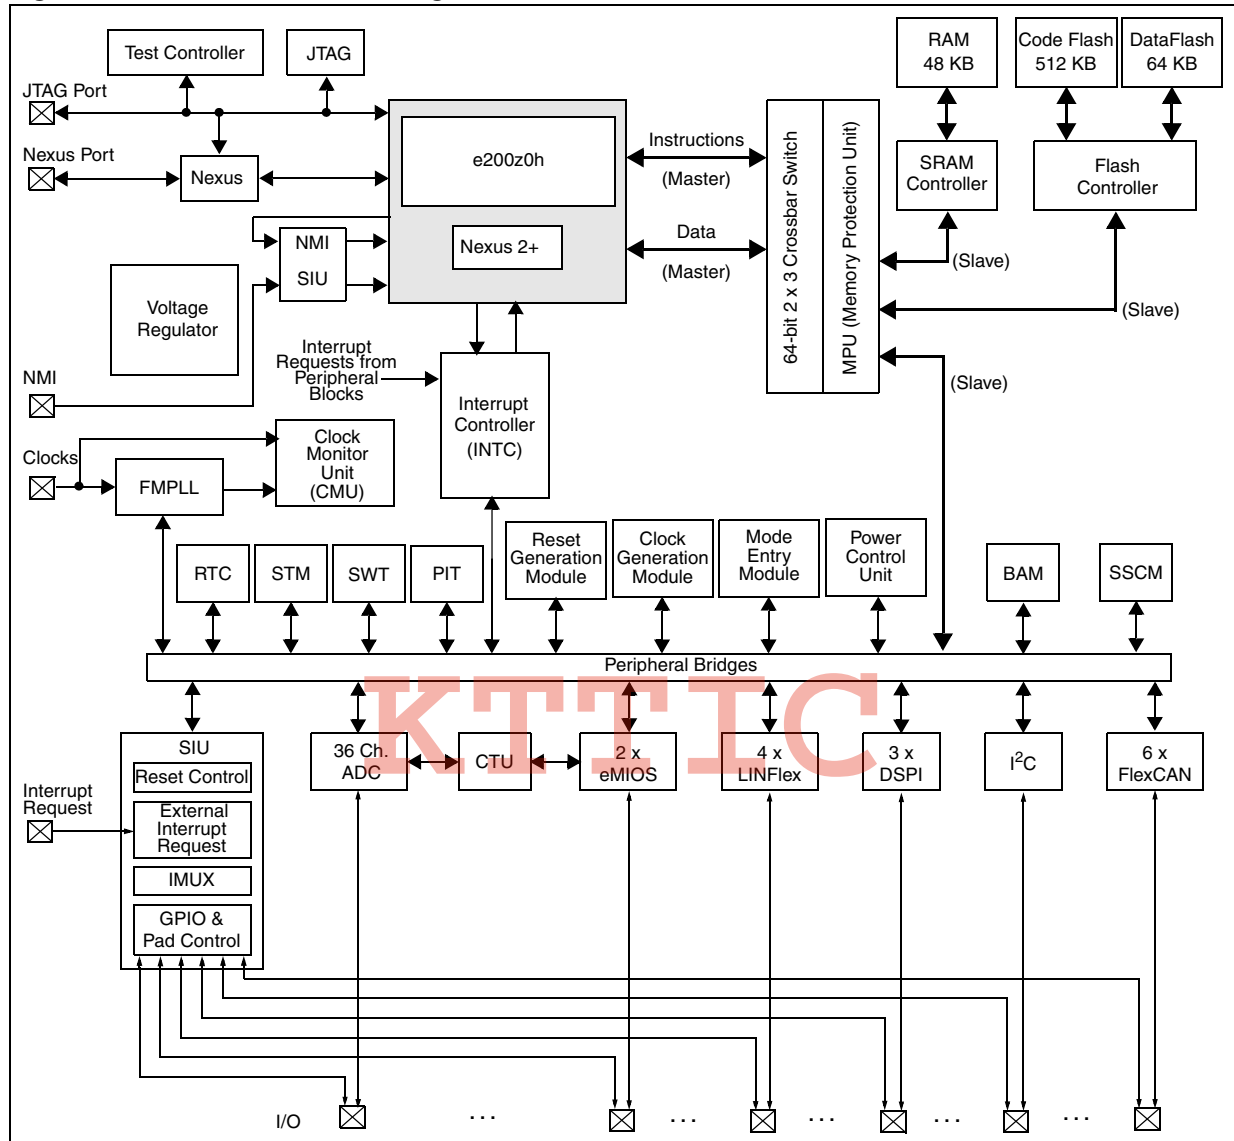 Test Controller
JTAG
RAM
48 KB
Code Flash
512 KB
DataFlash
64 KB
JTAG Port
Nexus Port
Nexus
e200z0h
Nexus 2+
Instructions
(Master)
Data
(Master)
64-bit 2 x 3 Crossbar Switch
MPU (Memory Protection Unit)
SRAM
Controller
Flash
Controller
(Slave)
(Slave)
(Slave)
NMI
SIU
Voltage
Regulator
NMI
Interrupt
Requests from
Peripheral
Blocks
Interrupt
Controller
(INTC)
Clocks
FMPLL
Clock
Monitor
Unit
(CMU)
RTC
STM
SWT
PIT
Reset
Generation
Module
Clock
Generation
Module
Mode
Entry
Module
Power
Control
Unit
BAM
SSCM
Peripheral Bridges
KTTIC
SIU
Reset Control
External
Interrupt
Request
IMUX
GPIO &
Pad Control
Interrupt
Request
36 Ch.
ADC
CTU
2 x
eMIOS
4 x
LINFlex
3 x
DSPI
I²C
6 x
FlexCAN
I/O
. . .
. . .
. . .
. . .
. . .